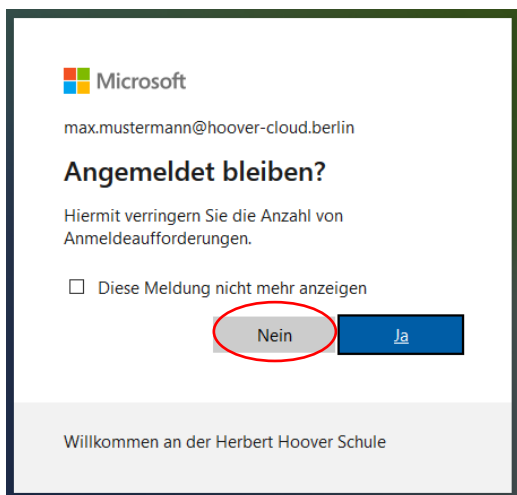 Microsoft
max.mustermann@hoover-cloud.berlin
Angemeldet bleiben?
Hiermit verringern Sie die Anzahl von
Anmeldeaufforderungen.
Diese Meldung nicht mehr anzeigen
Nein Ja
Willkommen an der Herbert Hoover Schule